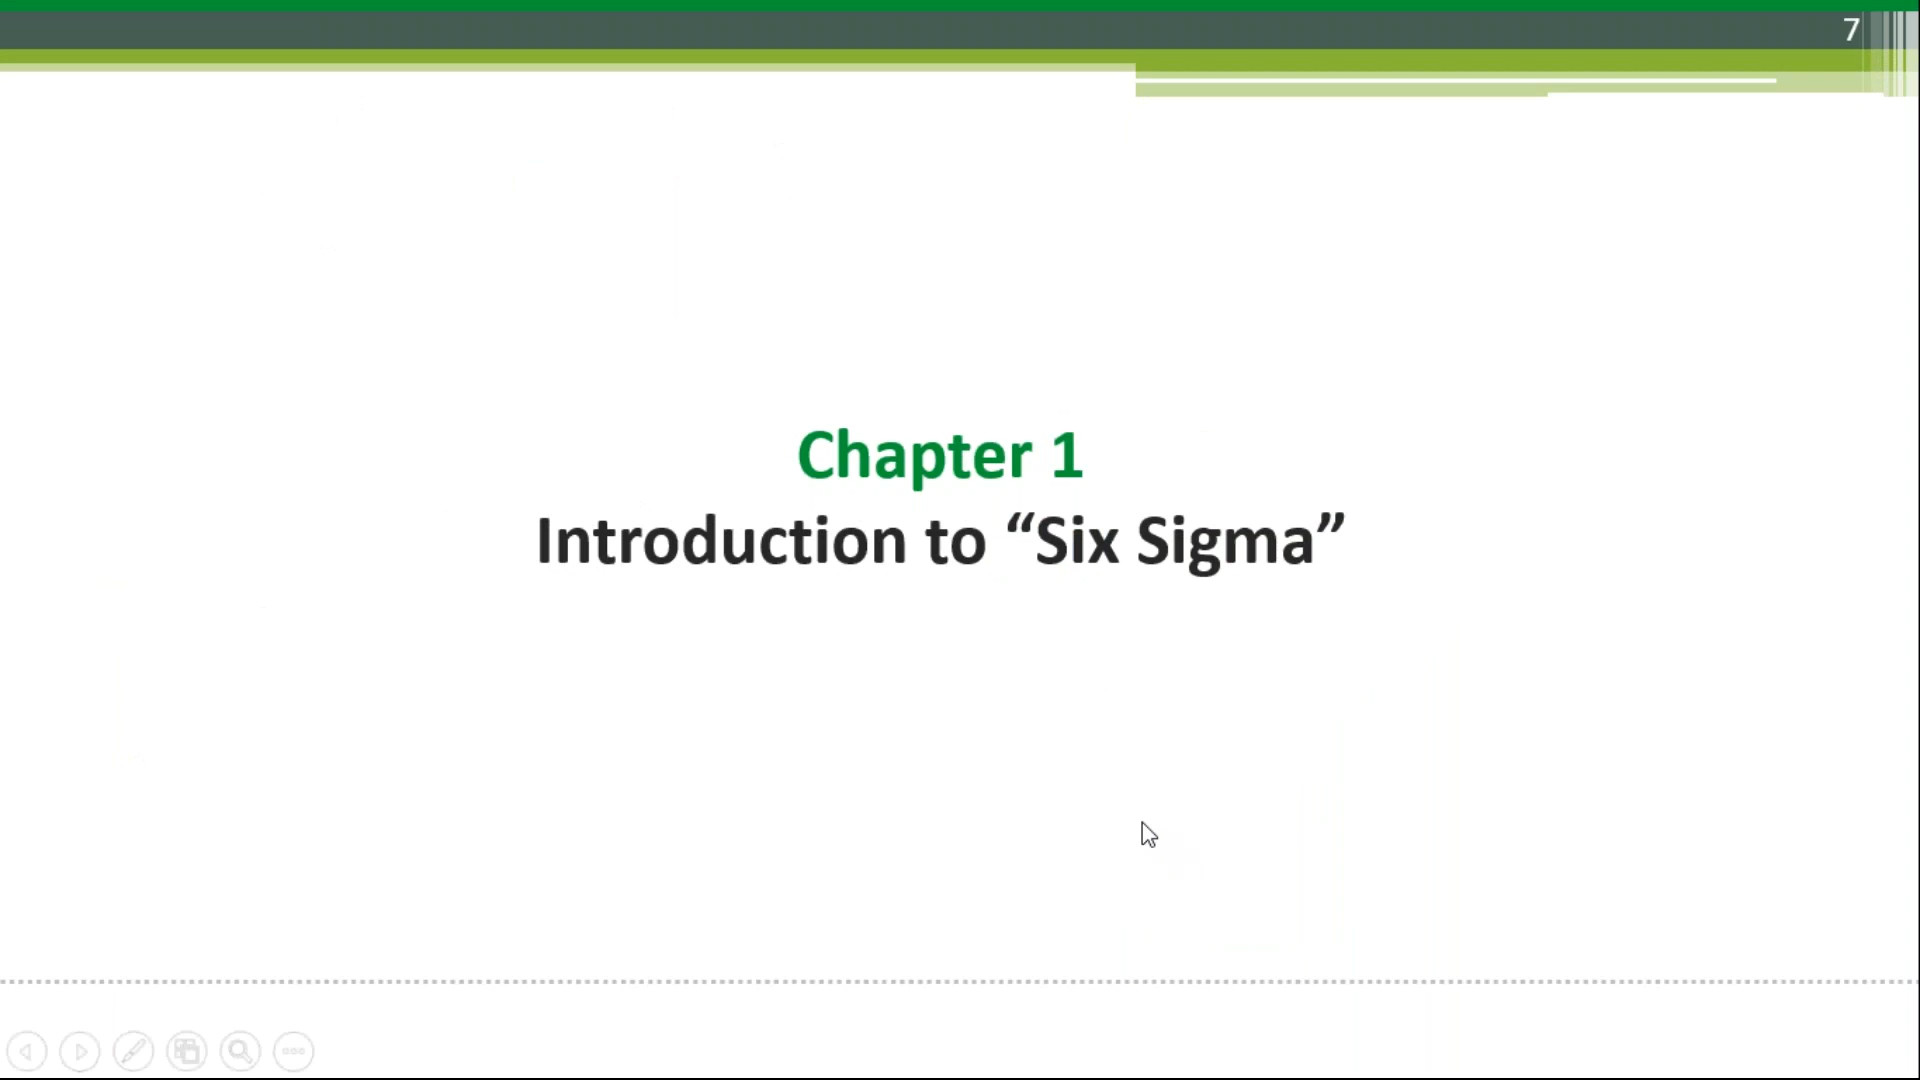 7
Chapter 1
Introduction to “Six Sigma”